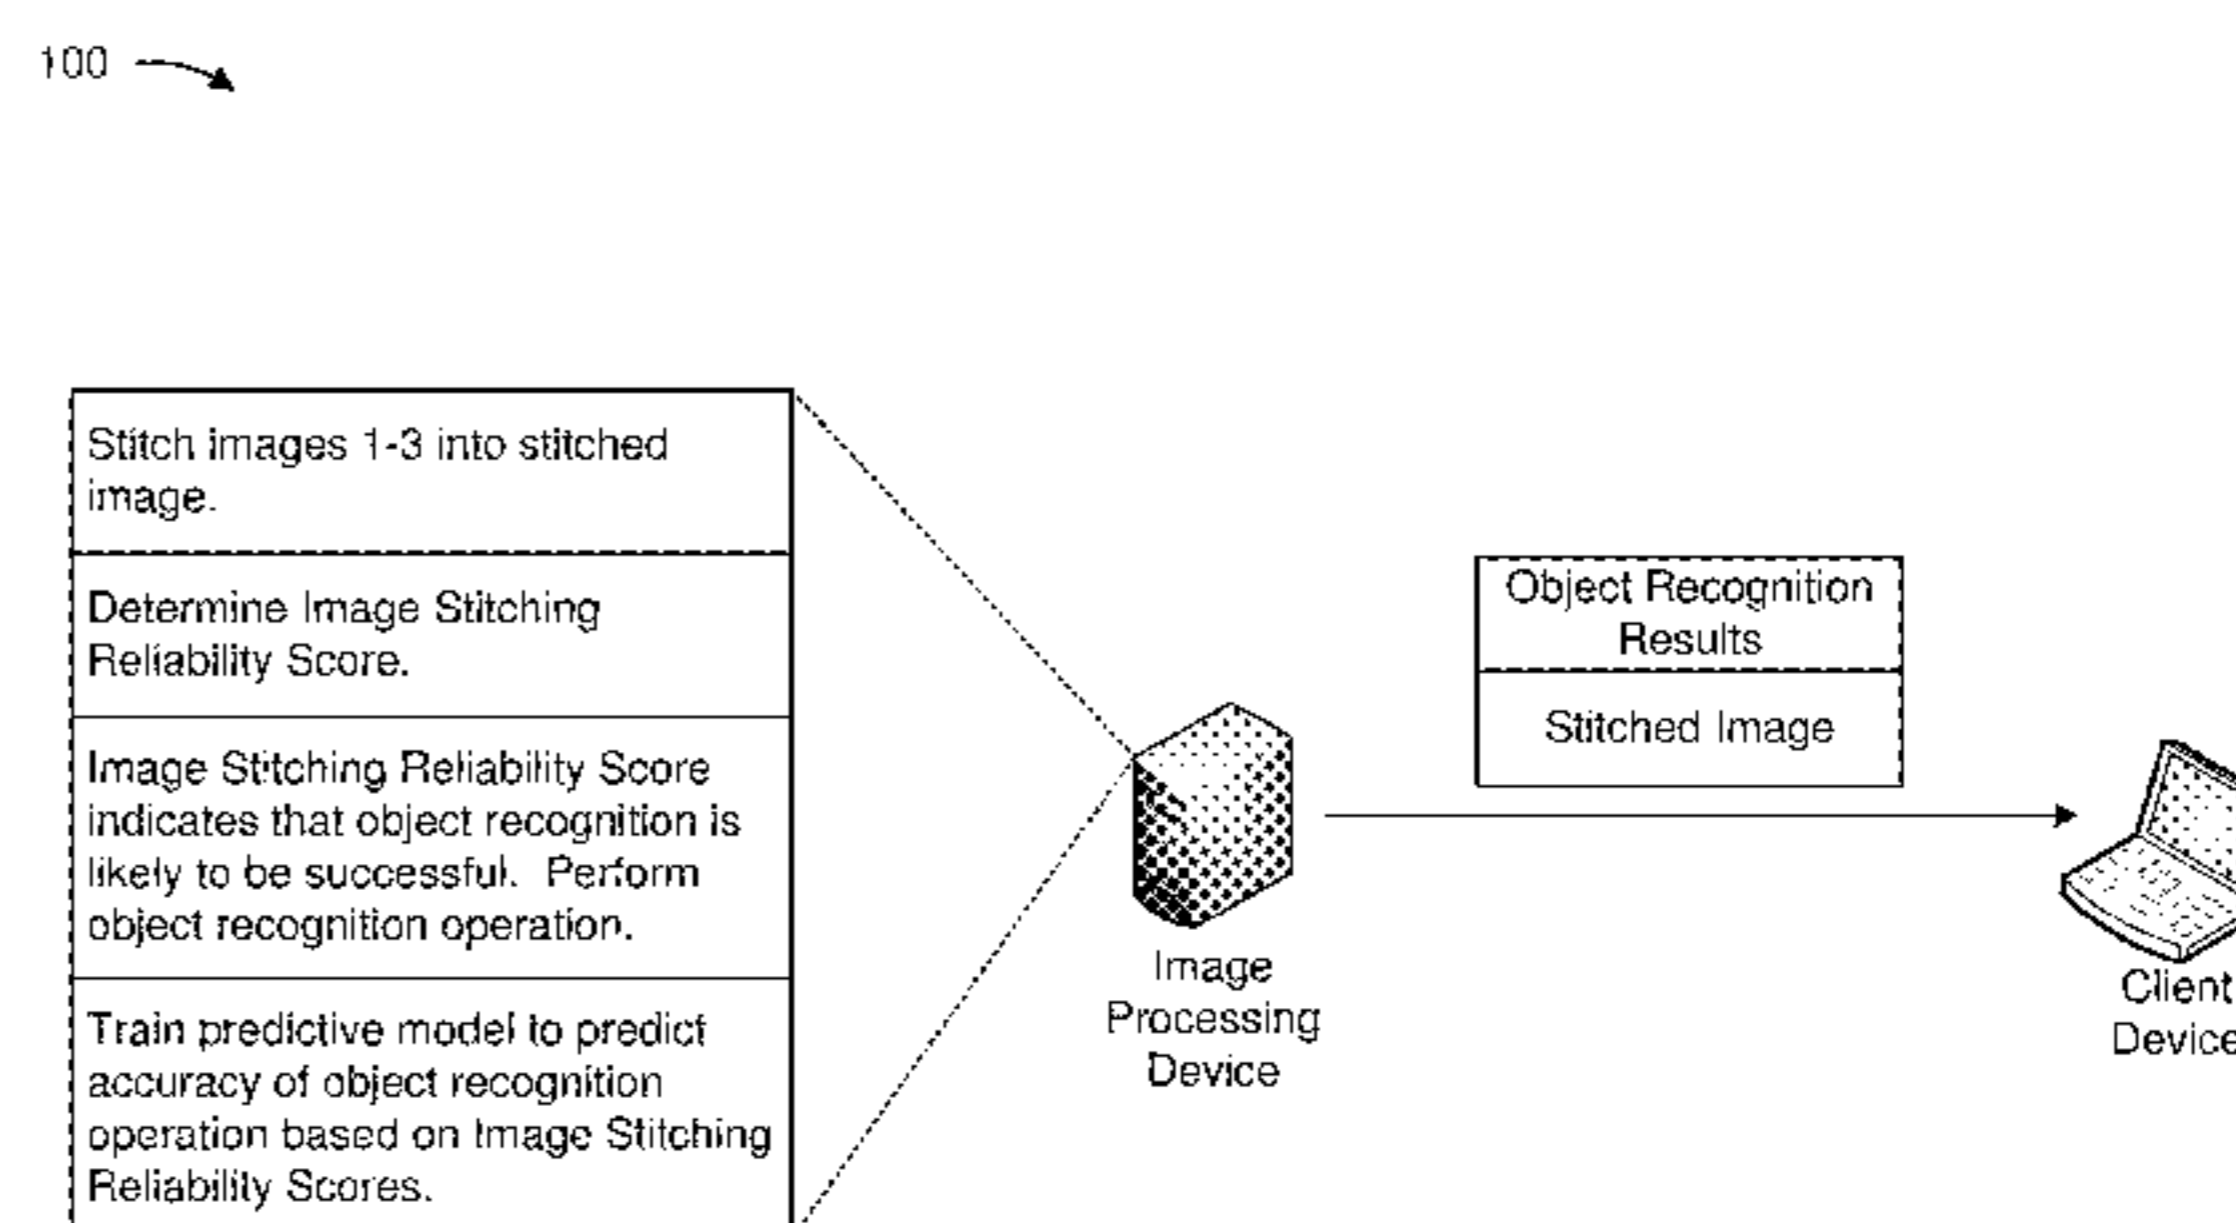 100
Stitch images 1-3 into stitched
image.
Determine Image Stitching
Reliability Score.
Image Stitching Reliability Score
indicates that object recognition is
likely to be successful. Perform
object recognition operation.
Train predictive model to predict
accuracy of object recognition
operation based on Image Stitching
Reliability Scores.
Image
Processing
Device
Object Recognition
Results
Stitched Image
Client
Device